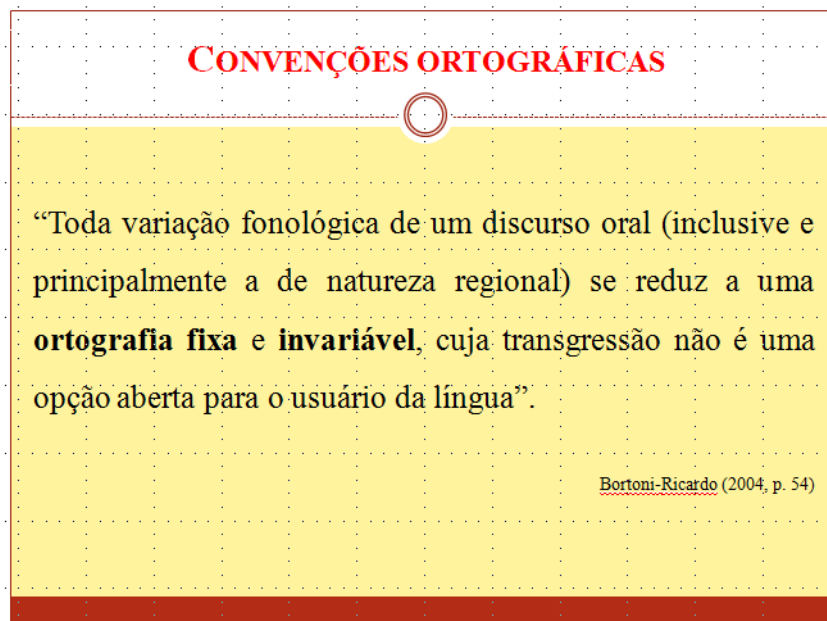 CONVENÇÕES ORTOGRÁFICAS
“Toda variação fonológica de um discurso oral (inclusive e
principalmente a de natureza regional) se reduz a uma
ortografia fixa e invariável, cuja transgressão não é uma
opção aberta para o usuário da língua”.
Bortoni-Ricardo (2004, p. 54)